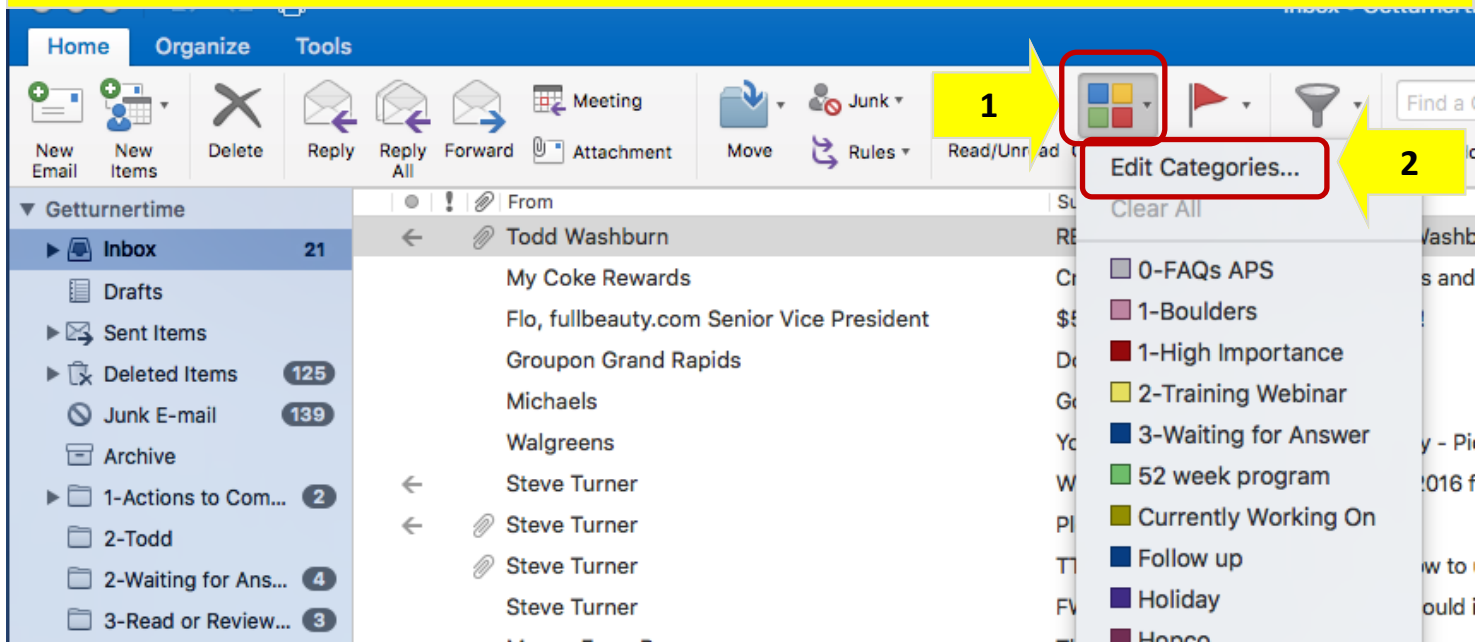 Home Organize Tools
New Email
New Items
Delete
Reply
Reply All
Forward
Meeting
Attachment
Move
Junk
Rules
1
Read/Unread
Find a
Edit Categories...
2
Clear All
Getturnertime
From
Inbox 21
Todd Washburn
Drafts
My Coke Rewards
0-FAQs APS
s and
Sent Items
Flo, fullbeauty.com Senior Vice President
1-Boulders
Deleted Items 125
Groupon Grand Rapids
1-High Importance
Junk E-mail 139
Michaels
2-Training Webinar
Archive
Walgreens
3-Waiting for Answer
1-Actions to Com... 2
Steve Turner
52 week program
2016 f
2-Todd
Steve Turner
Currently Working On
2-Waiting for Ans... 4
Steve Turner
Follow up
3-Read or Review... 3
Steve Turner
Holiday